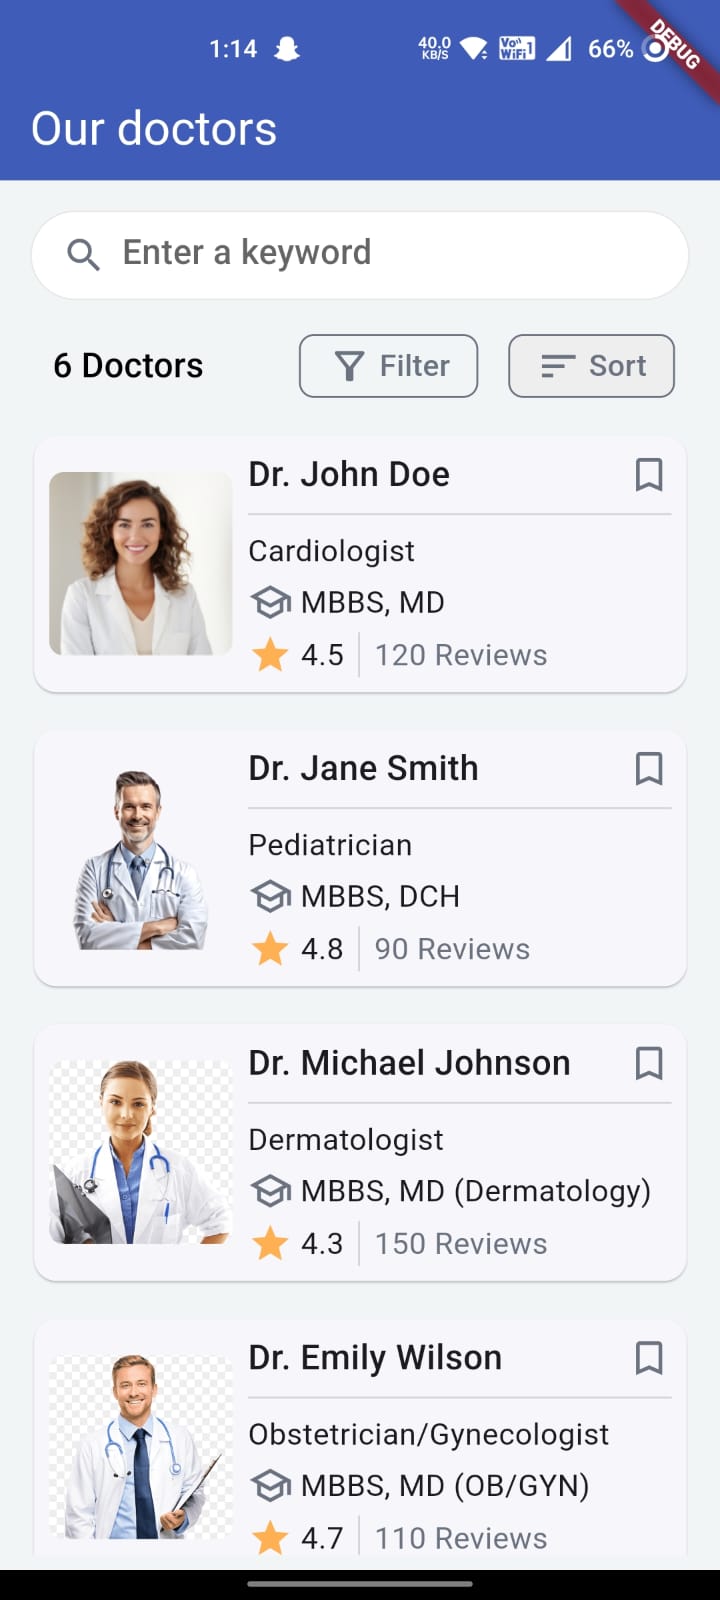 1:14 40.0 KB/S Vo)) WiFi 1 66%
DEBUG
Our doctors
Enter a keyword
6 Doctors Filter Sort
Dr. John Doe
Cardiologist
MBBS, MD
4.5 120 Reviews
Dr. Jane Smith
Pediatrician
MBBS, DCH
4.8 90 Reviews
Dr. Michael Johnson
Dermatologist
MBBS, MD (Dermatology)
4.3 150 Reviews
Dr. Emily Wilson
Obstetrician/Gynecologist
MBBS, MD (OB/GYN)
4.7 110 Reviews